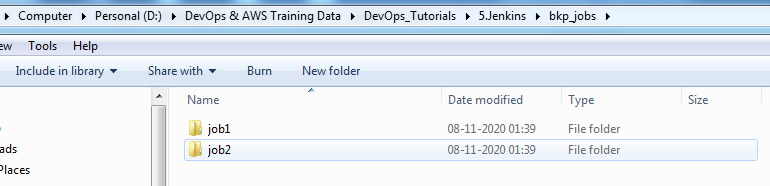 Computer ▸ Personal (D:) ▸ DevOps & AWS Training Data ▸ DevOps_Tutorials ▸ 5.Jenkins ▸ bkp_jobs ▸
ew Tools Help
Include in library Share with Burn New folder
Name Date modified Type Size
job1 08-11-2020 01:39 File folder
ads job2 08-11-2020 01:39 File folder
Places